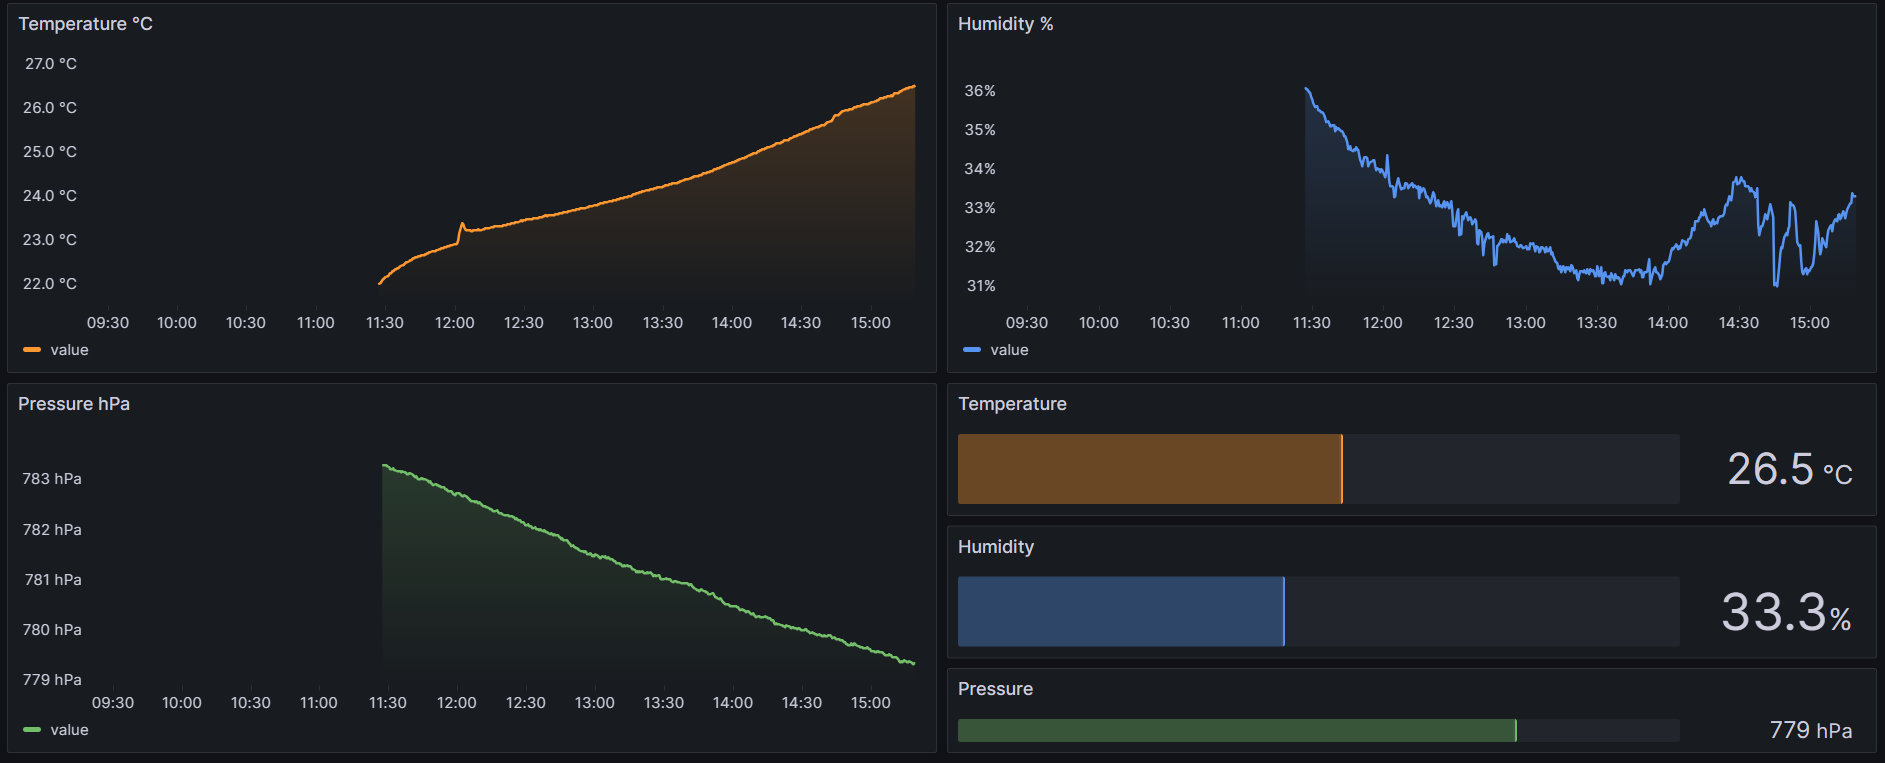 Temperature °C
27.0 °C
26.0 °C
25.0 °C
24.0 °C
23.0 °C
22.0 °C
09:30 10:00 10:30 11:00 11:30 12:00 12:30 13:00 13:30 14:00 14:30 15:00
value
Humidity %
36%
35%
34%
33%
32%
31%
09:30 10:00 10:30 11:00 11:30 12:00 12:30 13:00 13:30 14:00 14:30 15:00
value
Pressure hPa
783 hPa
782 hPa
781 hPa
780 hPa
779 hPa
09:30 10:00 10:30 11:00 11:30 12:00 12:30 13:00 13:30 14:00 14:30 15:00
value
Temperature
26.5 °C
Humidity
33.3%
Pressure
779 hPa